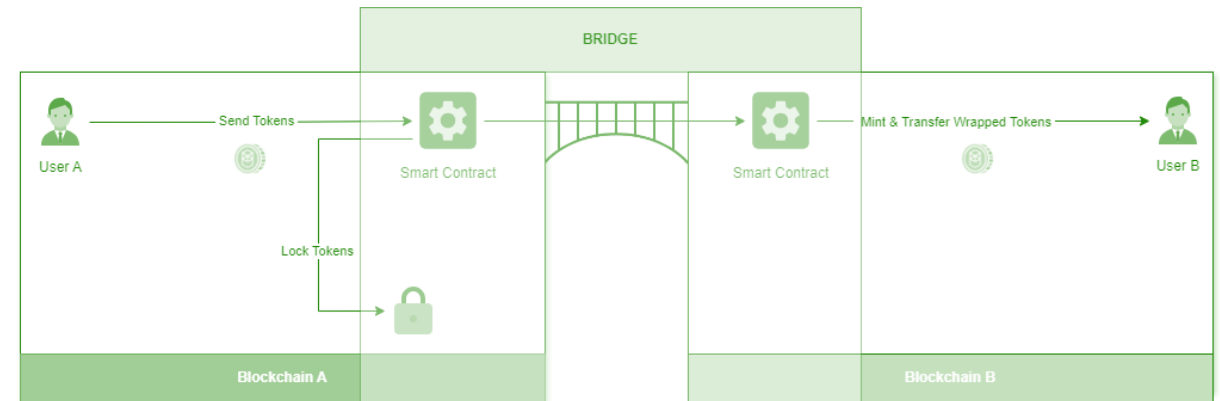 BRIDGE
Send Tokens
Mint & Transfer Wrapped Tokens
User A
Smart Contract
Smart Contract
User B
Lock Tokens
Blockchain A
Blockchain B